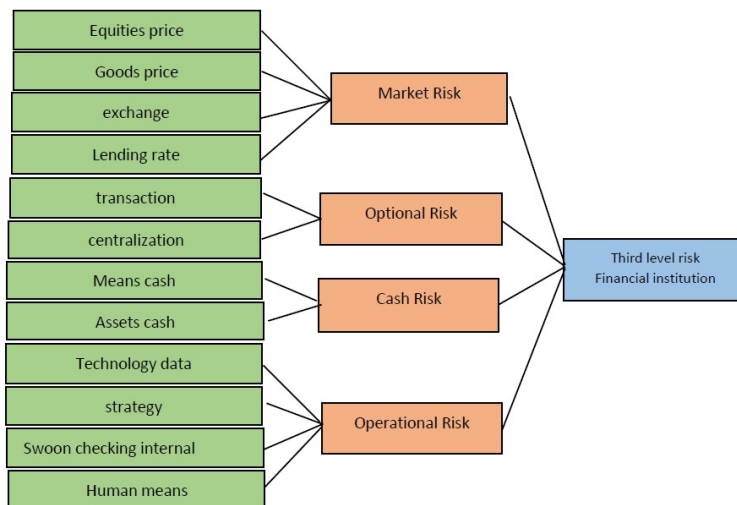 Equities price
Goods price
exchange
Lending rate
transaction
centralization
Means cash
Assets cash
Technology data
strategy
Swoon checking internal
Human means
Market Risk
Optional Risk
Cash Risk
Operational Risk
Third level risk
Financial institution